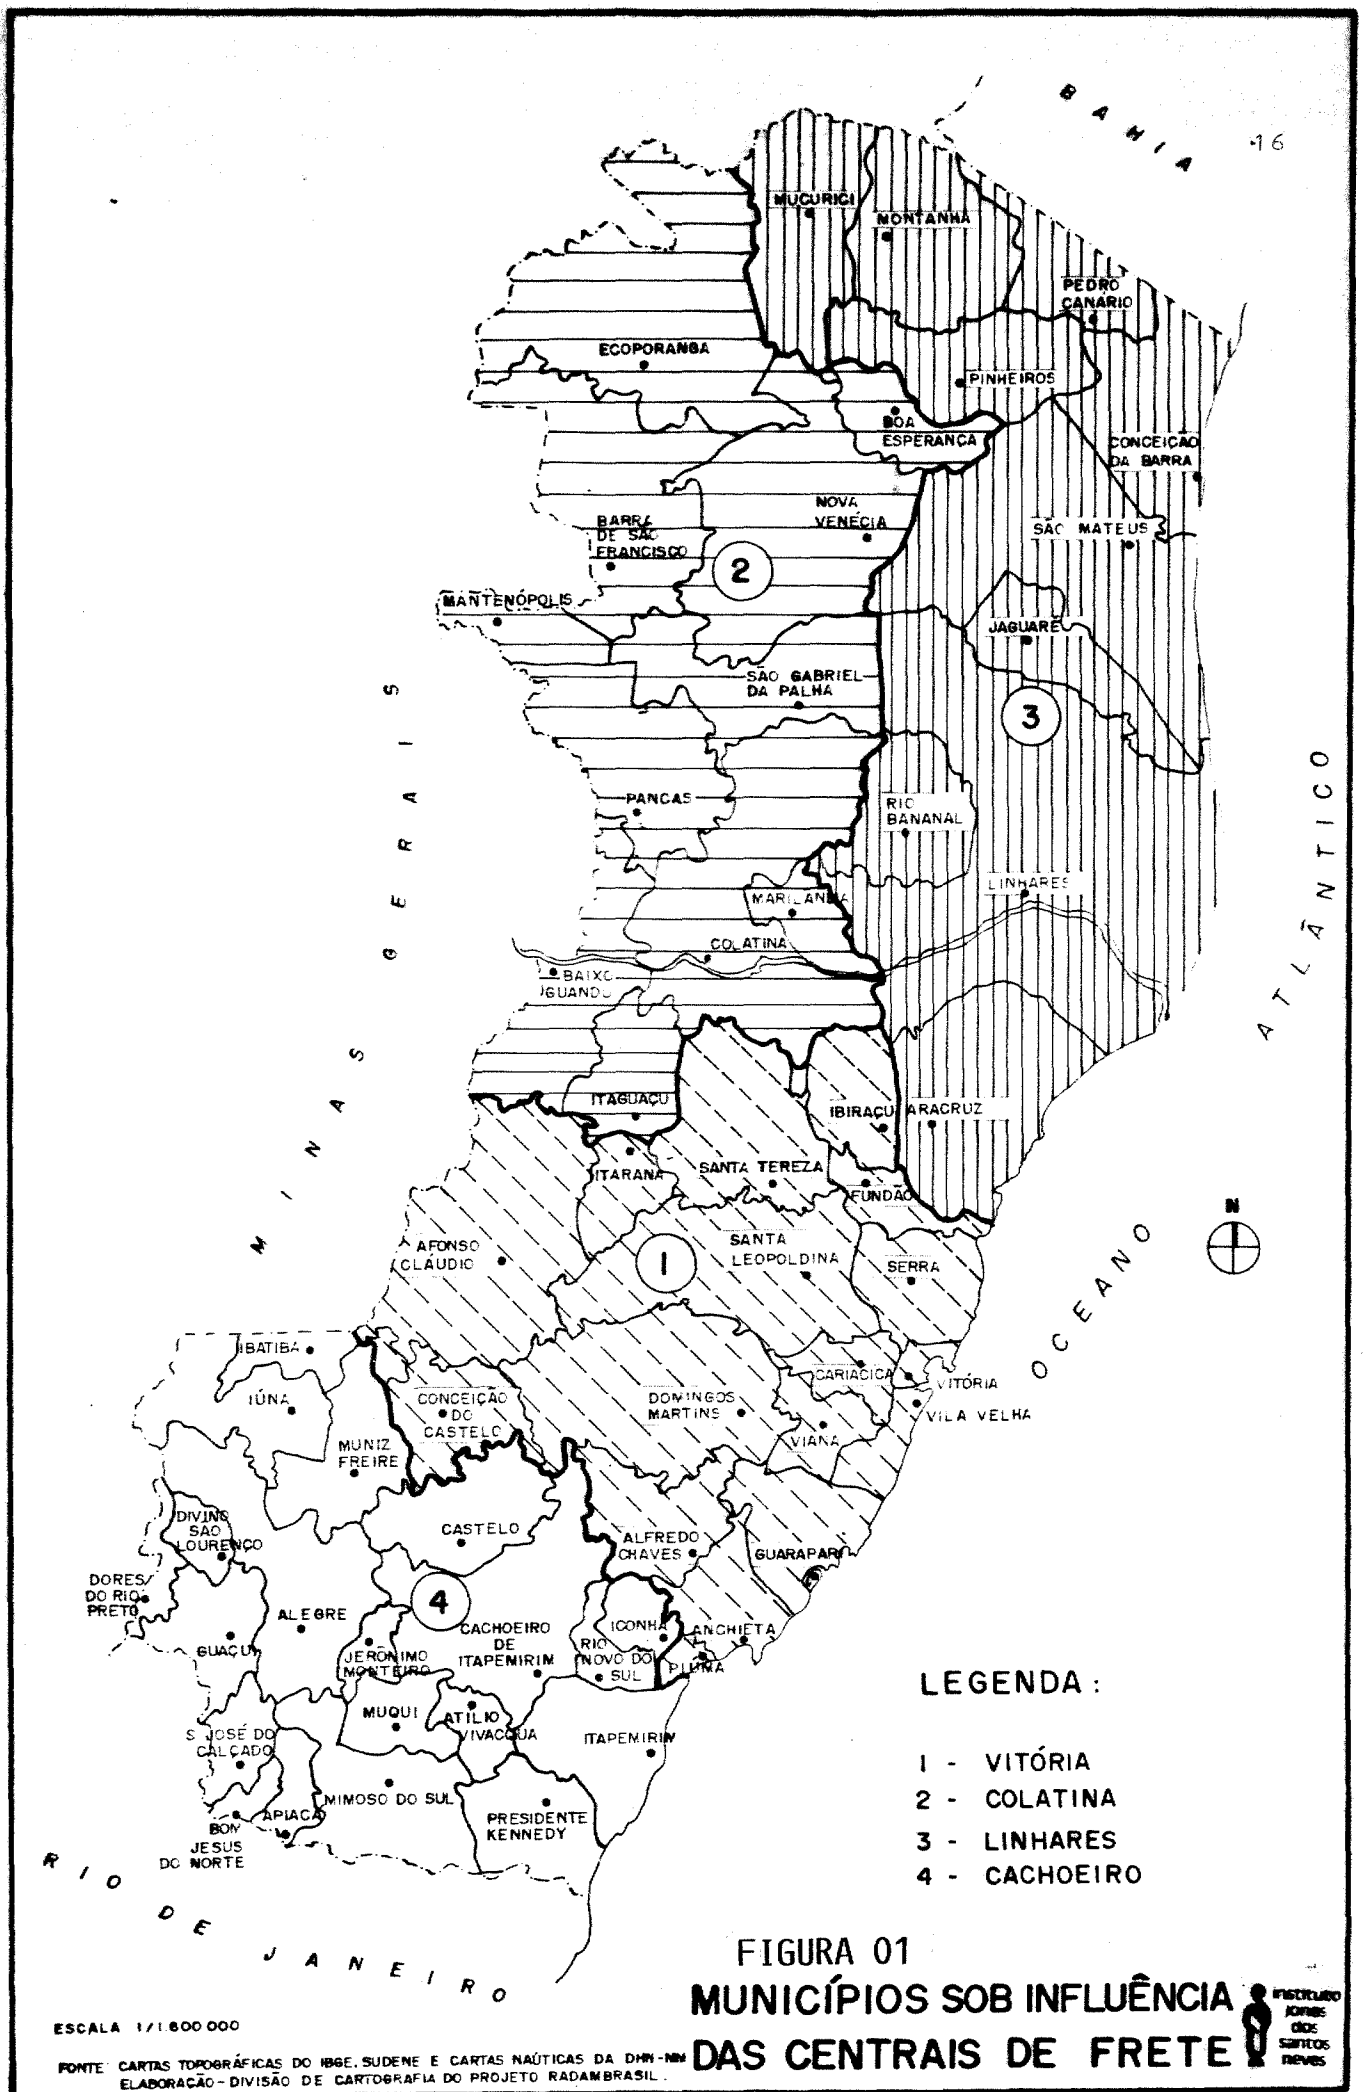 BAHIA
16
MUCURICI
MONTANHA
PEDRO
CANÁRIO
ECOPORANGA
PINHEIROS
BOA
ESPERANÇA
CONCEIÇÃO
DA BARRA
NOVA
VENÉCIA
BARRA
DE SÃO
FRANCISCO
SÃO MATEUS
2
MANTENÓPOLIS
JAGUARÉ
SÃO GABRIEL
DA PALHA
3
PANCAS
RIO
BANANAL
LINHARES
MARILANDIA
COLATINA
BAIXO
GUANDU
MINAS GERAIS
OCEANO ATLÂNTICO
ITAGUAÇU
IBIRAÇU
ARACRUZ
ITARANA
SANTA TEREZA
FUNDÃO
N
AFONSO
CLÁUDIO
SANTA
LEOPOLDINA
1
SERRA
IBATIBA
IÚNA
CONCEIÇÃO
DO
CASTELO
DOMINGOS
MARTINS
CARIACICA
VITÓRIA
VILA VELHA
VIANA
MUNIZ
FREIRE
DIVINO
SÃO
LOURENÇO
CASTELO
ALFREDO
CHAVES
GUARAPARI
DORES
DO RIO
PRETO
4
ALEGRE
GUAÇUI
JERÔNIMO
MONTEIRO
CACHOEIRO
DE
ITAPEMIRIM
ICONHA
RIO
NOVO DO
SUL
ANCHIETA
PIUMA
MUQUI
ATÍLIO
VIVACQUA
ITAPEMIRIM
S JOSÉ DO
CALÇADO
MIMOSO DO SUL
APIACÁ
BOM
JESUS
DO NORTE
PRESIDENTE
KENNEDY
RIO DE JANEIRO
LEGENDA :
1 - VITÓRIA
2 - COLATINA
3 - LINHARES
4 - CACHOEIRO
FIGURA 01
MUNICÍPIOS SOB INFLUÊNCIA
DAS CENTRAIS DE FRETE
instituto
jones
dos
santos
neves
ESCALA 1/1.600 000
FONTE: CARTAS TOPOGRÁFICAS DO IBGE, SUDENE E CARTAS NAÚTICAS DA DHN-MM
ELABORAÇÃO - DIVISÃO DE CARTOGRAFIA DO PROJETO RADAMBRASIL.